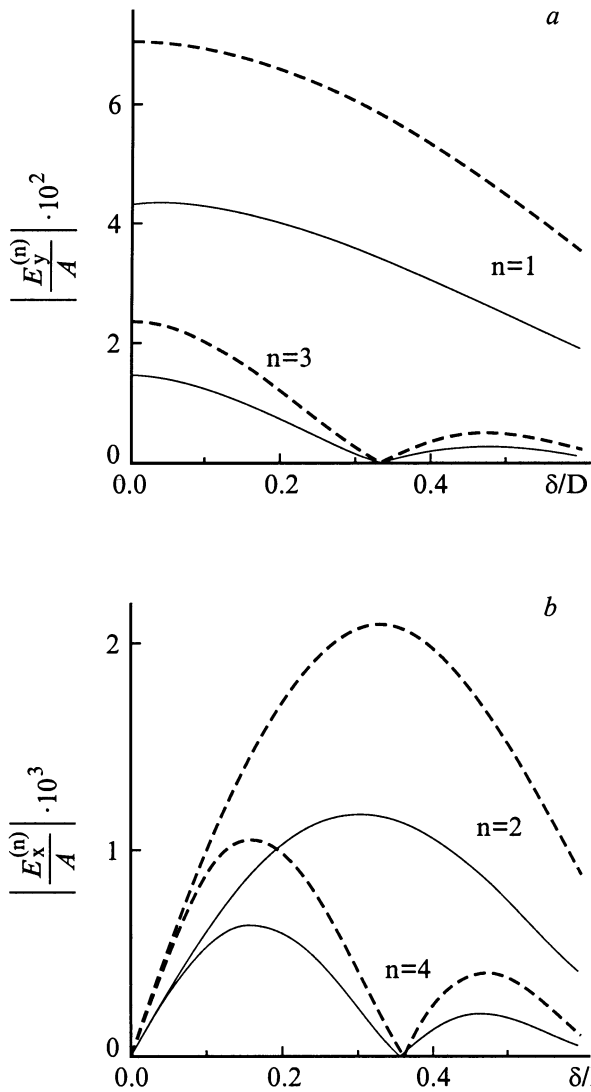 a
|E_y^(n)/A|·10^2
6
4
2
0
n=1
n=3
0.0 0.2 0.4 δ/D
b
|E_x^(n)/A|·10^3
2
1
0
n=2
n=4
0.0 0.2 0.4 δ/